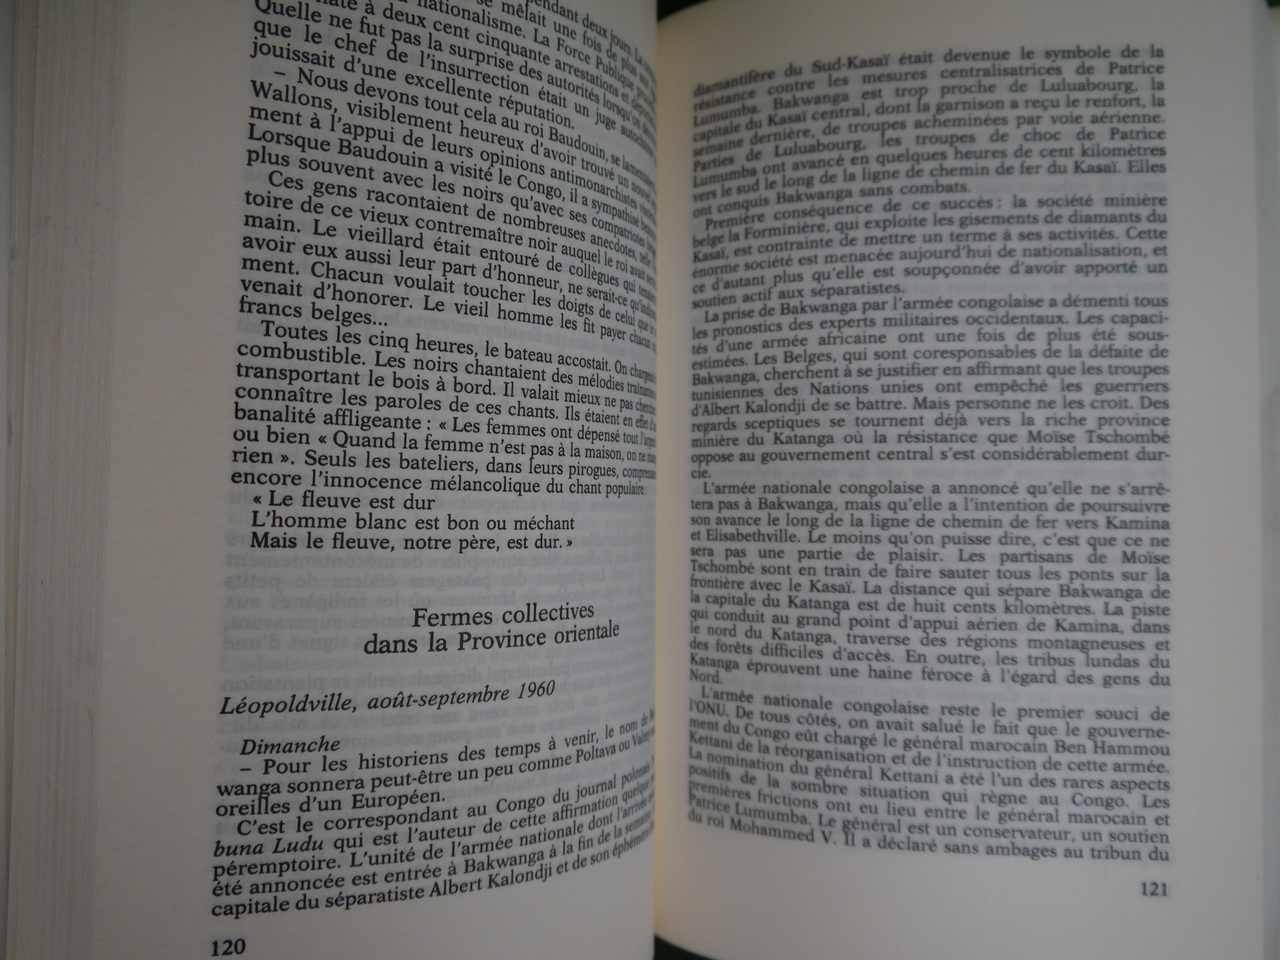 pendant deux jours.
se mêlait une fois de plus
nationalisme. La Force Publique
à deux cent cinquante arrestations et
Quelle ne fut pas la surprise des autorités lorsqu'on
que le chef de l'insurrection était un juge
jouissait d'une excellente réputation.
– Nous devons tout cela au roi Baudouin, se
Wallons, visiblement heureux d'avoir trouvé un
ment à l'appui de leurs opinions antimonarchistes
Lorsque Baudouin a visité le Congo, il a sympathisé
plus souvent avec les noirs qu'avec ses compatriotes
Ces gens racontaient de nombreuses anecdotes,
toire de ce vieux contremaître noir auquel le roi avait
main. Le vieillard était entouré de collègues qui
avoir eux aussi leur part d'honneur, ne serait-ce
ment. Chacun voulait toucher les doigts de celui que
venait d'honorer. Le vieil homme les fit payer chacun
francs belges...
Toutes les cinq heures, le bateau accostait. On
combustible. Les noirs chantaient des mélodies
transportant le bois à bord. Il valait mieux ne pas
connaître les paroles de ces chants. Ils étaient en effet
banalité affligeante : « Les femmes ont dépensé tout
ou bien « Quand la femme n'est pas à la maison, on ne
rien ». Seuls les bateliers, dans leurs pirogues,
encore l'innocence mélancolique du chant populaire :
« Le fleuve est dur
L'homme blanc est bon ou méchant
Mais le fleuve, notre père, est dur. »
Fermes collectives
dans la Province orientale
Léopoldville, août-septembre 1960
Dimanche
– Pour les historiens des temps à venir, le nom de
wanga sonnera peut-être un peu comme Poltava ou
oreilles d'un Européen.
C'est le correspondant au Congo du journal polonais
buna Ludu qui est l'auteur de cette affirmation quelque
péremptoire. L'unité de l'armée nationale dont l'arrivée
été annoncée est entrée à Bakwanga à la fin de la semaine
capitale du séparatiste Albert Kalondji et de son éphémère
120
diamantifère du Sud-Kasaï était devenue le symbole de la
résistance contre les mesures centralisatrices de Patrice
Lumumba. Bakwanga est trop proche de Luluabourg, la
capitale du Kasaï central, dont la garnison a reçu le renfort, la
semaine dernière, de troupes acheminées par voie aérienne.
Parties de Luluabourg, les troupes de choc de Patrice
Lumumba ont avancé en quelques heures de cent kilomètres
vers le sud le long de la ligne de chemin de fer du Kasaï. Elles
ont conquis Bakwanga sans combats.
Première conséquence de ce succès : la société minière
belge la Forminière, qui exploite les gisements de diamants du
Kasaï, est contrainte de mettre un terme à ses activités. Cette
énorme société est menacée aujourd'hui de nationalisation, et
ce d'autant plus qu'elle est soupçonnée d'avoir apporté un
soutien actif aux séparatistes.
La prise de Bakwanga par l'armée congolaise a démenti tous
les pronostics des experts militaires occidentaux. Les capaci-
tés d'une armée africaine ont une fois de plus été sous-
estimées. Les Belges, qui sont coresponsables de la défaite de
Bakwanga, cherchent à se justifier en affirmant que les troupes
tunisiennes des Nations unies ont empêché les guerriers
d'Albert Kalondji de se battre. Mais personne ne les croit. Des
regards sceptiques se tournent déjà vers la riche province
minière du Katanga où la résistance que Moïse Tschombé
oppose au gouvernement central s'est considérablement dur-
cie.
L'armée nationale congolaise a annoncé qu'elle ne s'arrê-
tera pas à Bakwanga, mais qu'elle a l'intention de poursuivre
son avance le long de la ligne de chemin de fer vers Kamina
et Elisabethville. Le moins qu'on puisse dire, c'est que ce ne
sera pas une partie de plaisir. Les partisans de Moïse
Tschombé sont en train de faire sauter tous les ponts sur la
frontière avec le Kasaï. La distance qui sépare Bakwanga de
la capitale du Katanga est de huit cents kilomètres. La piste
qui conduit au grand point d'appui aérien de Kamina, dans
le nord du Katanga, traverse des régions montagneuses et
des forêts difficiles d'accès. En outre, les tribus lundas du
Katanga éprouvent une haine féroce à l'égard des gens du
Nord.
L'armée nationale congolaise reste le premier souci de
l'ONU. De tous côtés, on avait salué le fait que le gouverne-
ment du Congo eût chargé le général marocain Ben Hammou
Kettani de la réorganisation et de l'instruction de cette armée.
La nomination du général Kettani a été l'un des rares aspects
positifs de la sombre situation qui règne au Congo. Les
premières frictions ont eu lieu entre le général marocain et
Patrice Lumumba. Le général est un conservateur, un soutien
du roi Mohammed V. Il a déclaré sans ambages au tribun du
121